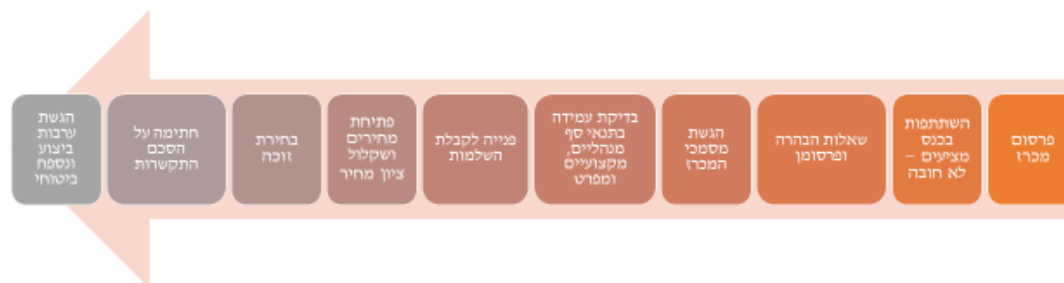 פרסום
מכרז
השתתפות
בכנס
מציעים –
לא חובה
שאלות הבהרה
ופרסומן
הגשת
מסמכי
המכרז
בדיקת עמידה
בתנאי סף
מנהליים,
מקצועיים
ומפרט
פנייה לקבלת
השלמות
פתיחת
מחירים
ושקלול
ציון מחיר
בחירת
זוכה
חתימה על
הסכם
התקשרות
הגשת
ערבות
ביצוע
ונספח
ביטוחי